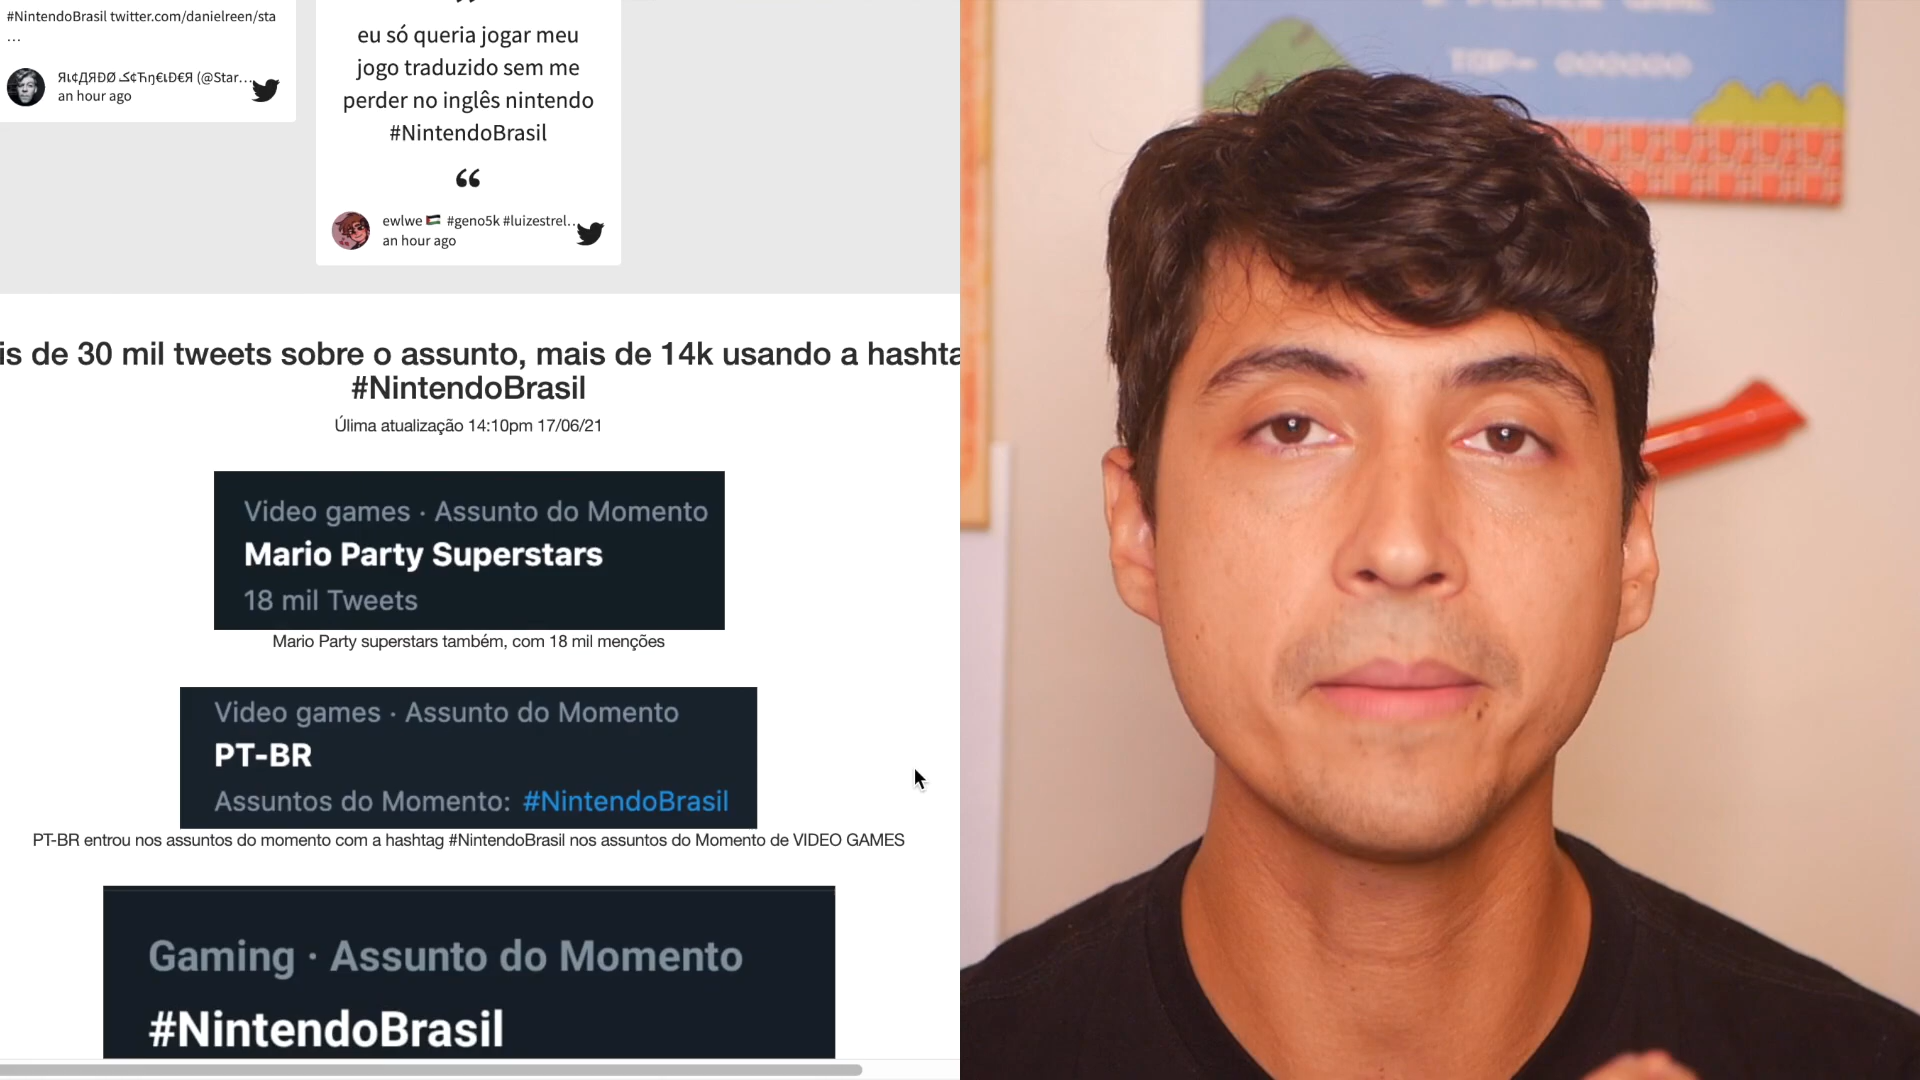 #NintendoBrasil twitter.com/danielreen/sta
…
(@Star…
an hour ago
eu só queria jogar meu
jogo traduzido sem me
perder no inglês nintendo
#NintendoBrasil
ewlwe 🇵🇸 #geno5k #luizestrel…
an hour ago
is de 30 mil tweets sobre o assunto, mais de 14k usando a hashta
#NintendoBrasil
Úlima atualização 14:10pm 17/06/21
Video games · Assunto do Momento
Mario Party Superstars
18 mil Tweets
Mario Party superstars também, com 18 mil menções
Video games · Assunto do Momento
PT-BR
Assuntos do Momento: #NintendoBrasil
PT-BR entrou nos assuntos do momento com a hashtag #NintendoBrasil nos assuntos do Momento de VIDEO GAMES
Gaming · Assunto do Momento
#NintendoBrasil
TOP- 000000